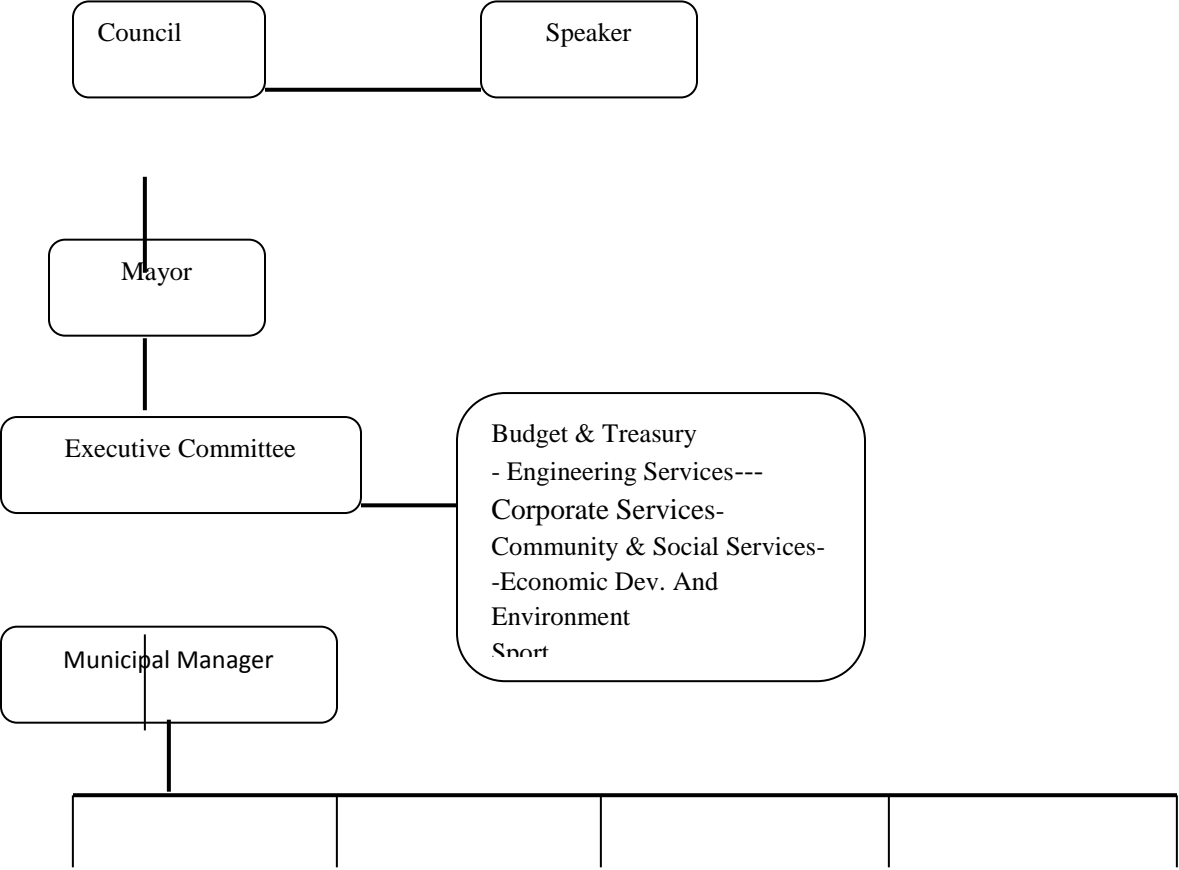 Council
Speaker
Mayor
Executive Committee
Budget & Treasury
- Engineering Services---
Corporate Services-
Community & Social Services-
-Economic Dev. And
Environment
Sport
Municipal Manager